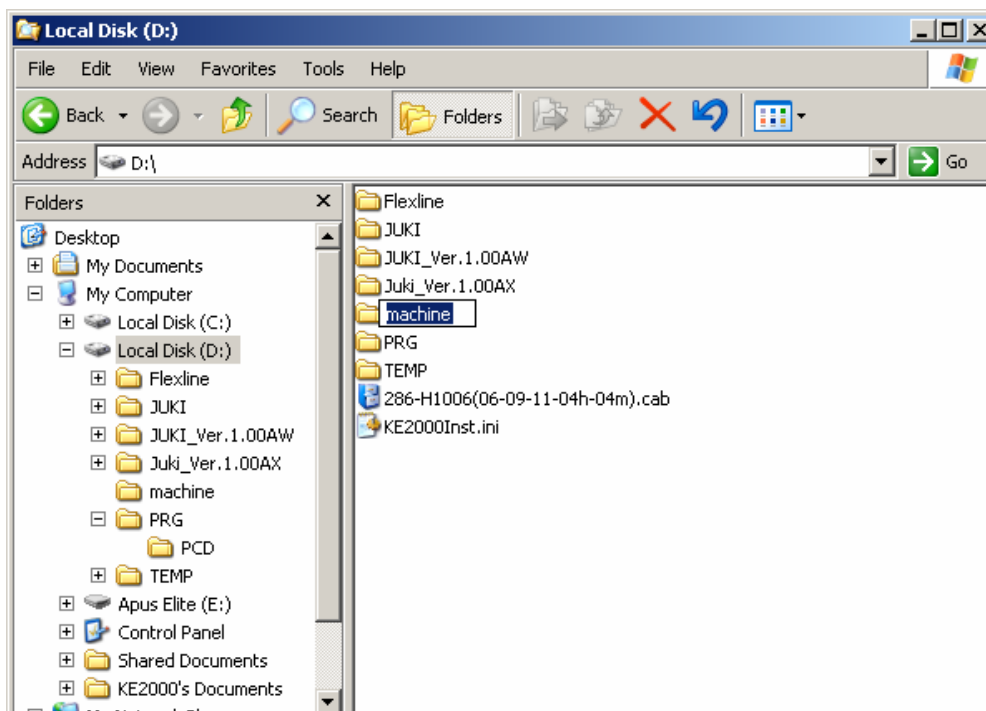 Local Disk (D:)
File Edit View Favorites Tools Help
Back Search Folders
Address D:\ Go
Folders
Desktop
My Documents
My Computer
Local Disk (C:)
Local Disk (D:)
Flexline
JUKI
JUKI_Ver.1.00AW
Juki_Ver.1.00AX
machine
PRG
PCD
TEMP
Apus Elite (E:)
Control Panel
Shared Documents
KE2000's Documents
Flexline
JUKI
JUKI_Ver.1.00AW
Juki_Ver.1.00AX
machine
PRG
TEMP
286-H1006(06-09-11-04h-04m).cab
KE2000Inst.ini